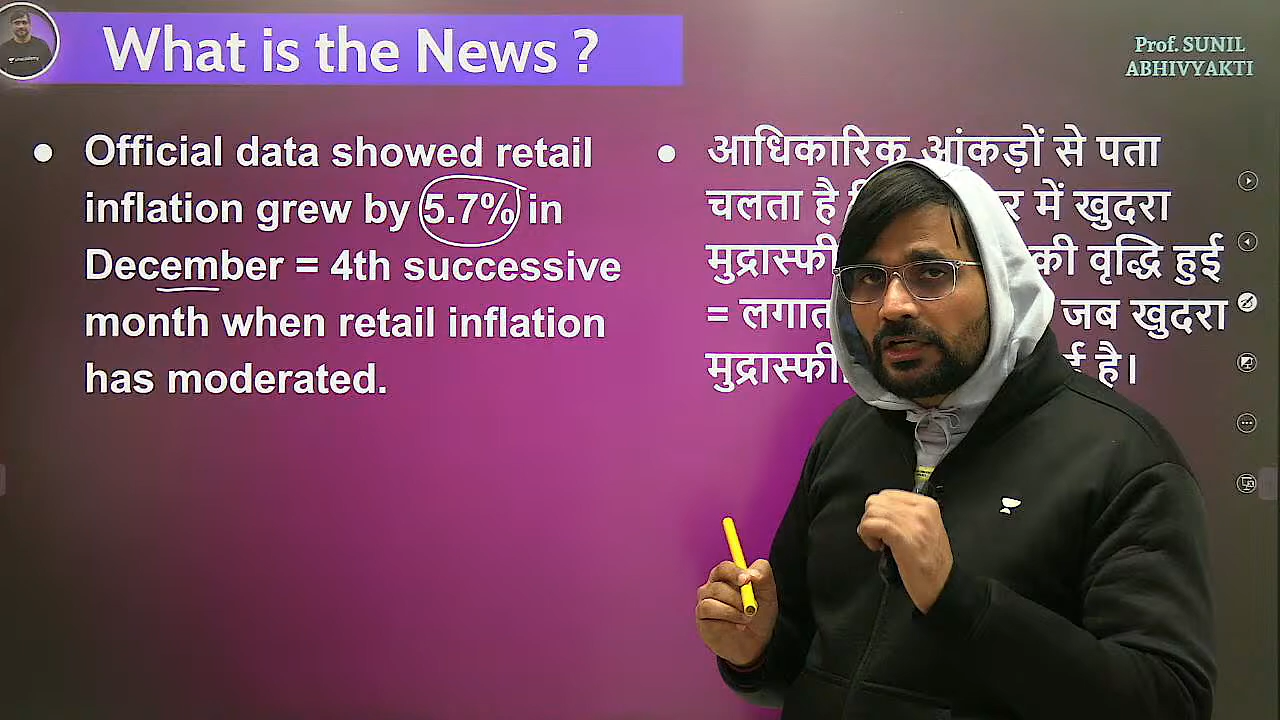 What is the News ?
Prof. SUNIL
ABHIVYAKTI
Official data showed retail
inflation grew by 5.7% in
December = 4th successive
month when retail inflation
has moderated.
आधिकारिक आंकड़ों से पता
चलता है में खुदरा
की वृद्धि हुई
= जब खुदरा
है।